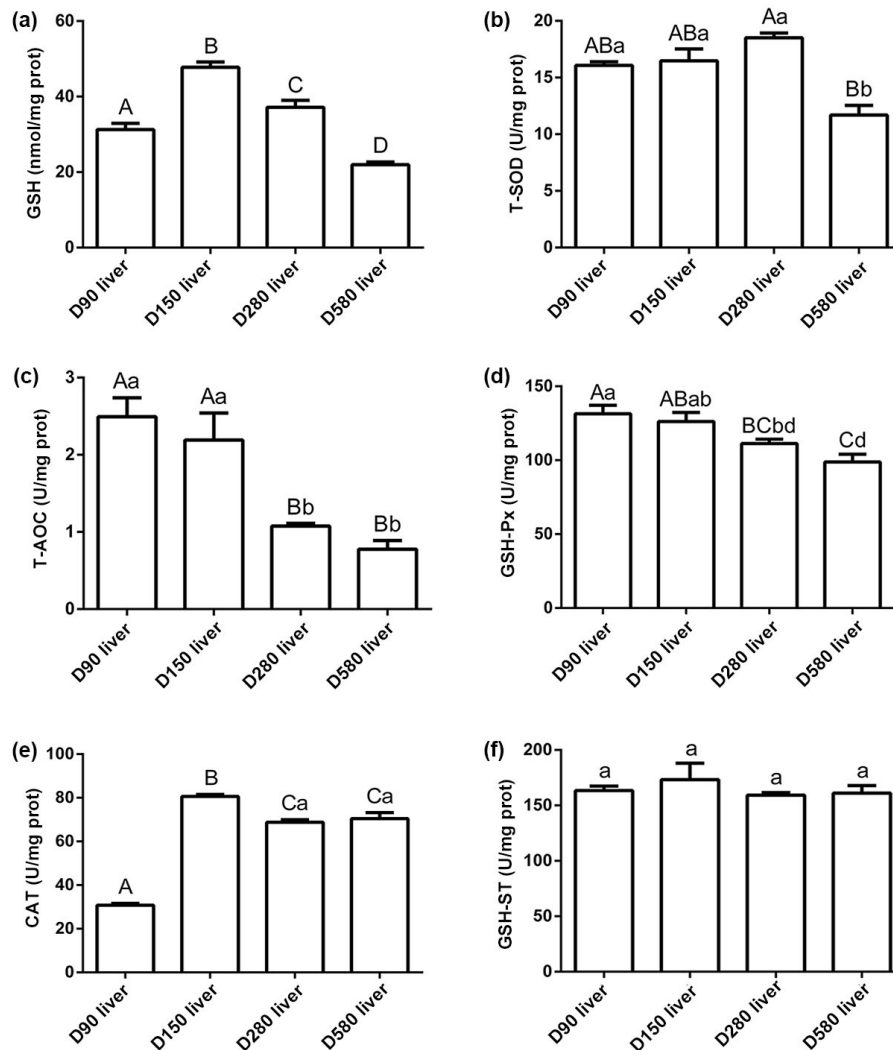 (a)
GSH (nmol/mg prot)
60
40
20
0
A
B
C
D
D90 liver
D150 liver
D280 liver
D580 liver
(b)
T-SOD (U/mg prot)
20
15
10
5
0
ABa
ABa
Aa
Bb
D90 liver
D150 liver
D280 liver
D580 liver
(c)
T-AOC (U/mg prot)
3
2
1
0
Aa
Aa
Bb
Bb
D90 liver
D150 liver
D280 liver
D580 liver
(d)
GSH-Px (U/mg prot)
150
100
50
0
Aa
ABab
BCbd
Cd
D90 liver
D150 liver
D280 liver
D580 liver
(e)
CAT (U/mg prot)
100
80
60
40
20
0
A
B
Ca
Ca
D90 liver
D150 liver
D280 liver
D580 liver
(f)
GSH-ST (U/mg prot)
200
150
100
50
0
a
a
a
a
D90 liver
D150 liver
D280 liver
D580 liver